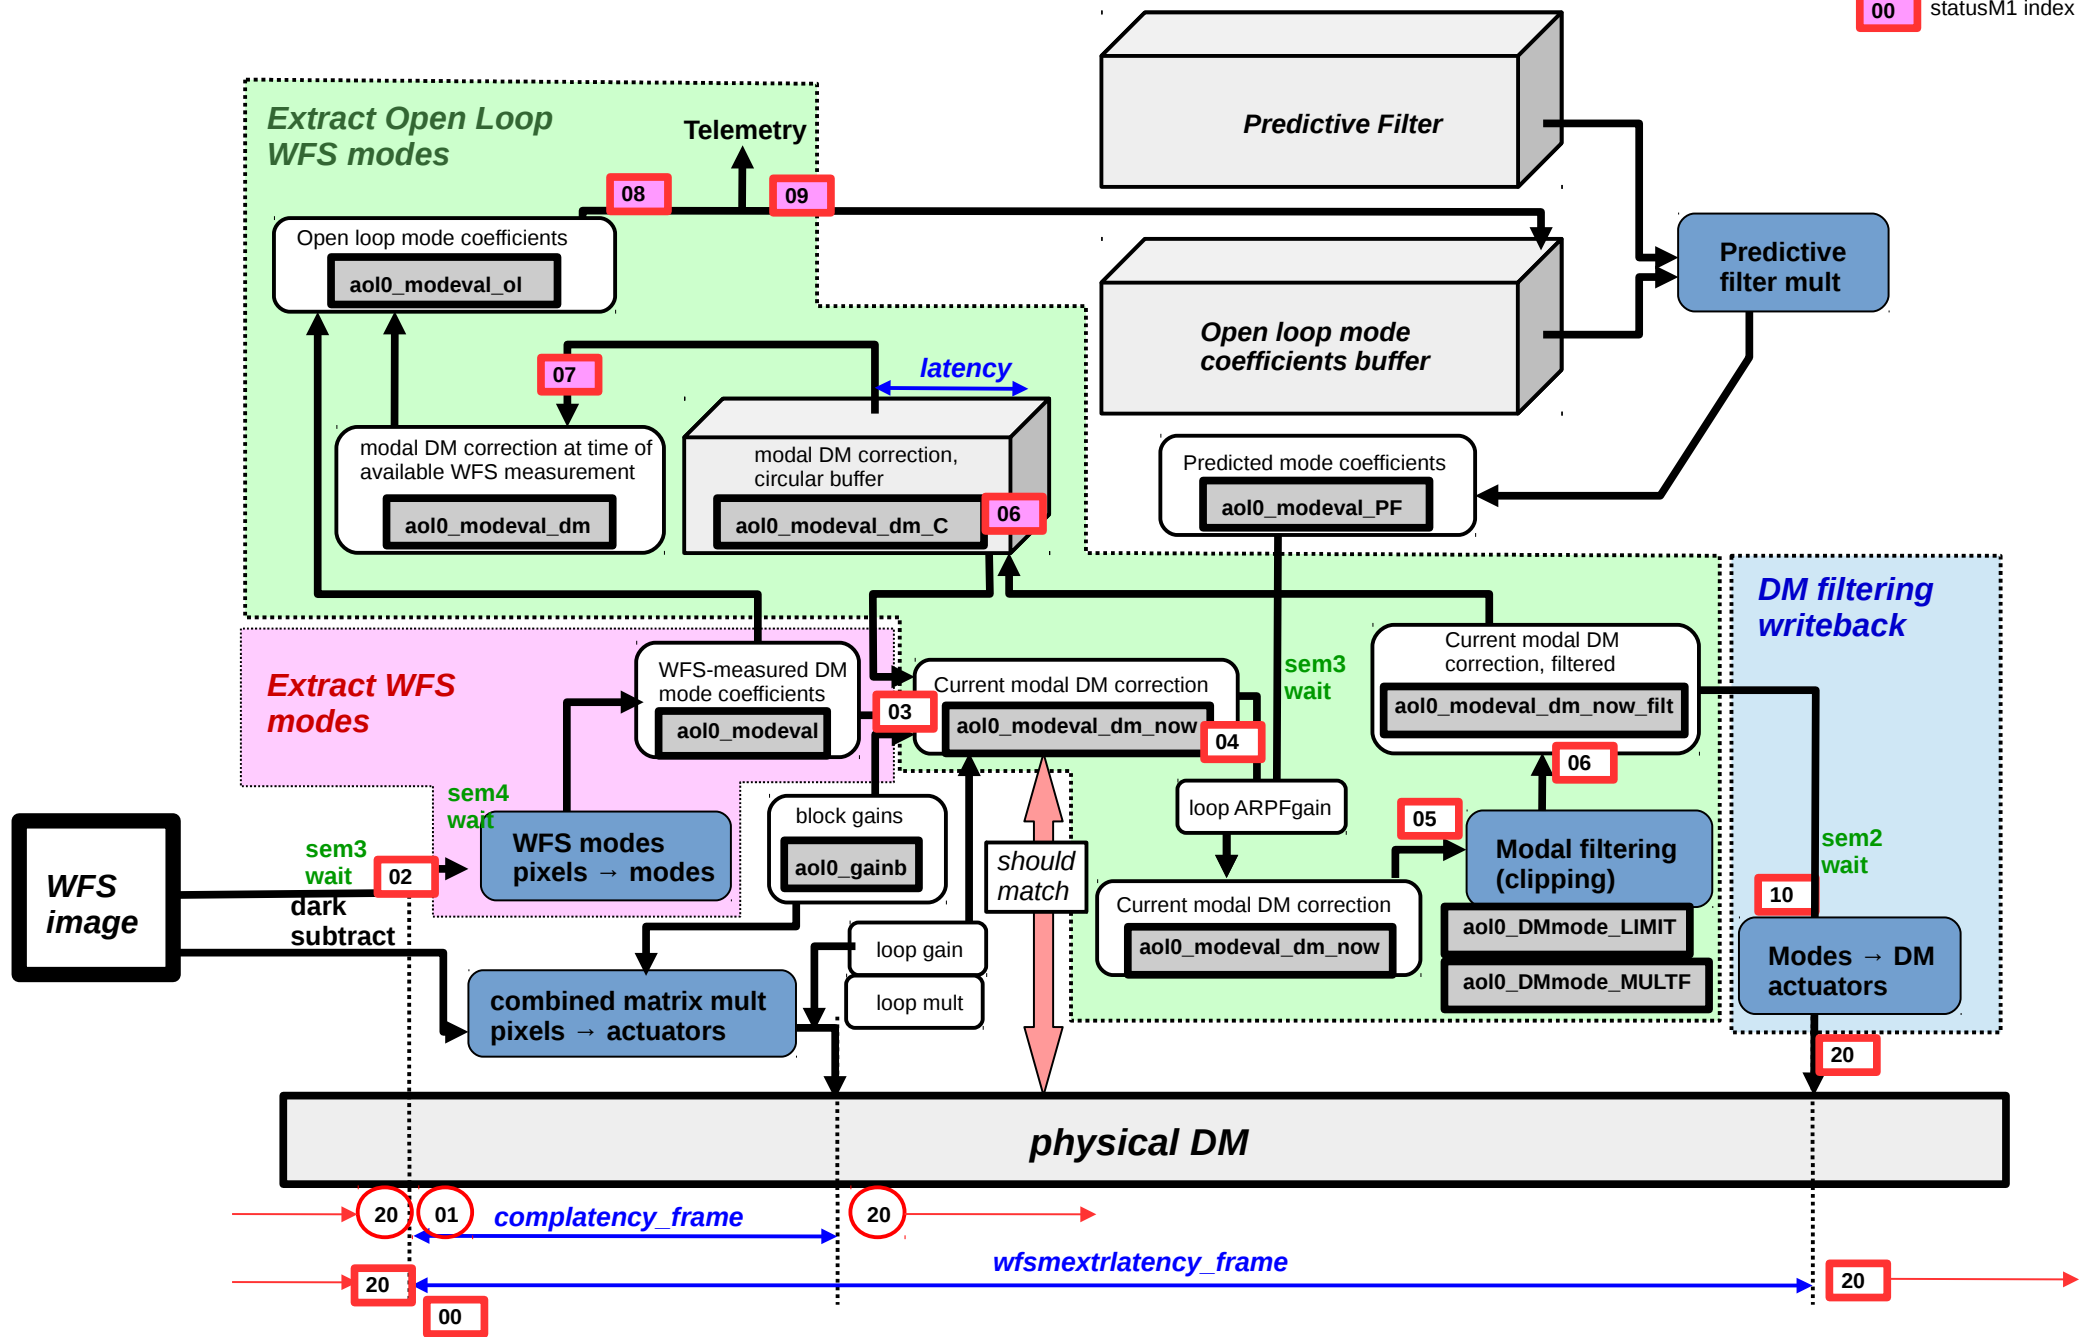 00
statusM1 index
Extract Open Loop
WFS modes
Telemetry
08
09
Predictive Filter
Open loop mode coefficients
aol0_modeval_ol
Predictive
filter mult
Open loop mode
coefficients buffer
07
latency
modal DM correction at time of
available WFS measurement
aol0_modeval_dm
modal DM correction,
circular buffer
aol0_modeval_dm_C
06
Predicted mode coefficients
aol0_modeval_PF
DM filtering
writeback
Extract WFS
modes
WFS-measured DM
mode coefficients
aol0_modeval
03
Current modal DM correction
aol0_modeval_dm_now
04
sem3
wait
Current modal DM
correction, filtered
aol0_modeval_dm_now_filt
06
sem4
wait
WFS modes
pixels → modes
block gains
aol0_gainb
loop ARPFgain
05
Modal filtering
(clipping)
aol0_DMmode_LIMIT
aol0_DMmode_MULTF
sem2
wait
10
Modes → DM
actuators
20
WFS
image
sem3
wait
02
dark
subtract
should
match
Current modal DM correction
aol0_modeval_dm_now
loop gain
loop mult
combined matrix mult
pixels → actuators
physical DM
20
01
complatency_frame
20
wfsmextrlatency_frame
20
00
20